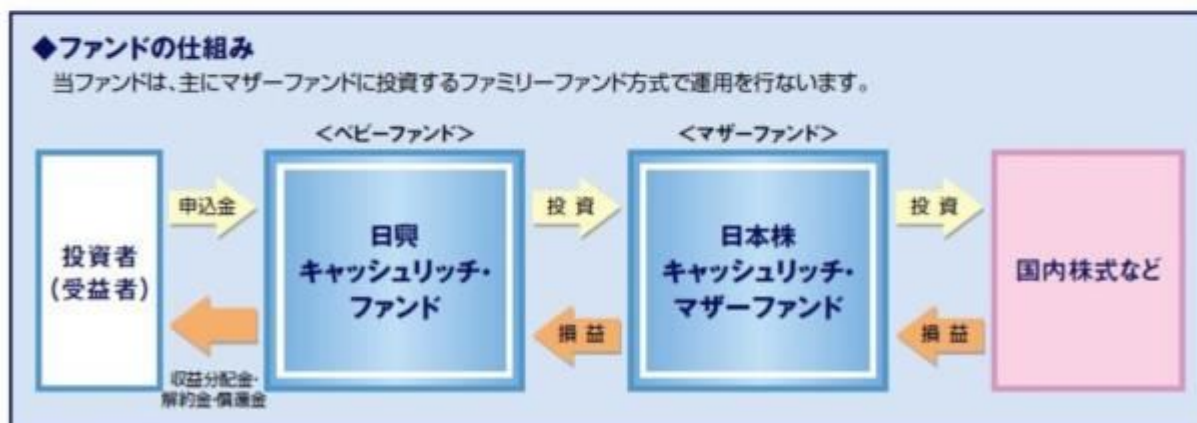 ◆ファンドの仕組み
当ファンドは、主にマザーファンドに投資するファミリーファンド方式で運用を行ないます。
<ベビーファンド>
<マザーファンド>
投資者
(受益者)
申込金
収益分配金・
解約金・償還金
日興
キャッシュリッチ・
ファンド
投資
損益
日本株
キャッシュリッチ・
マザーファンド
投資
損益
国内株式など